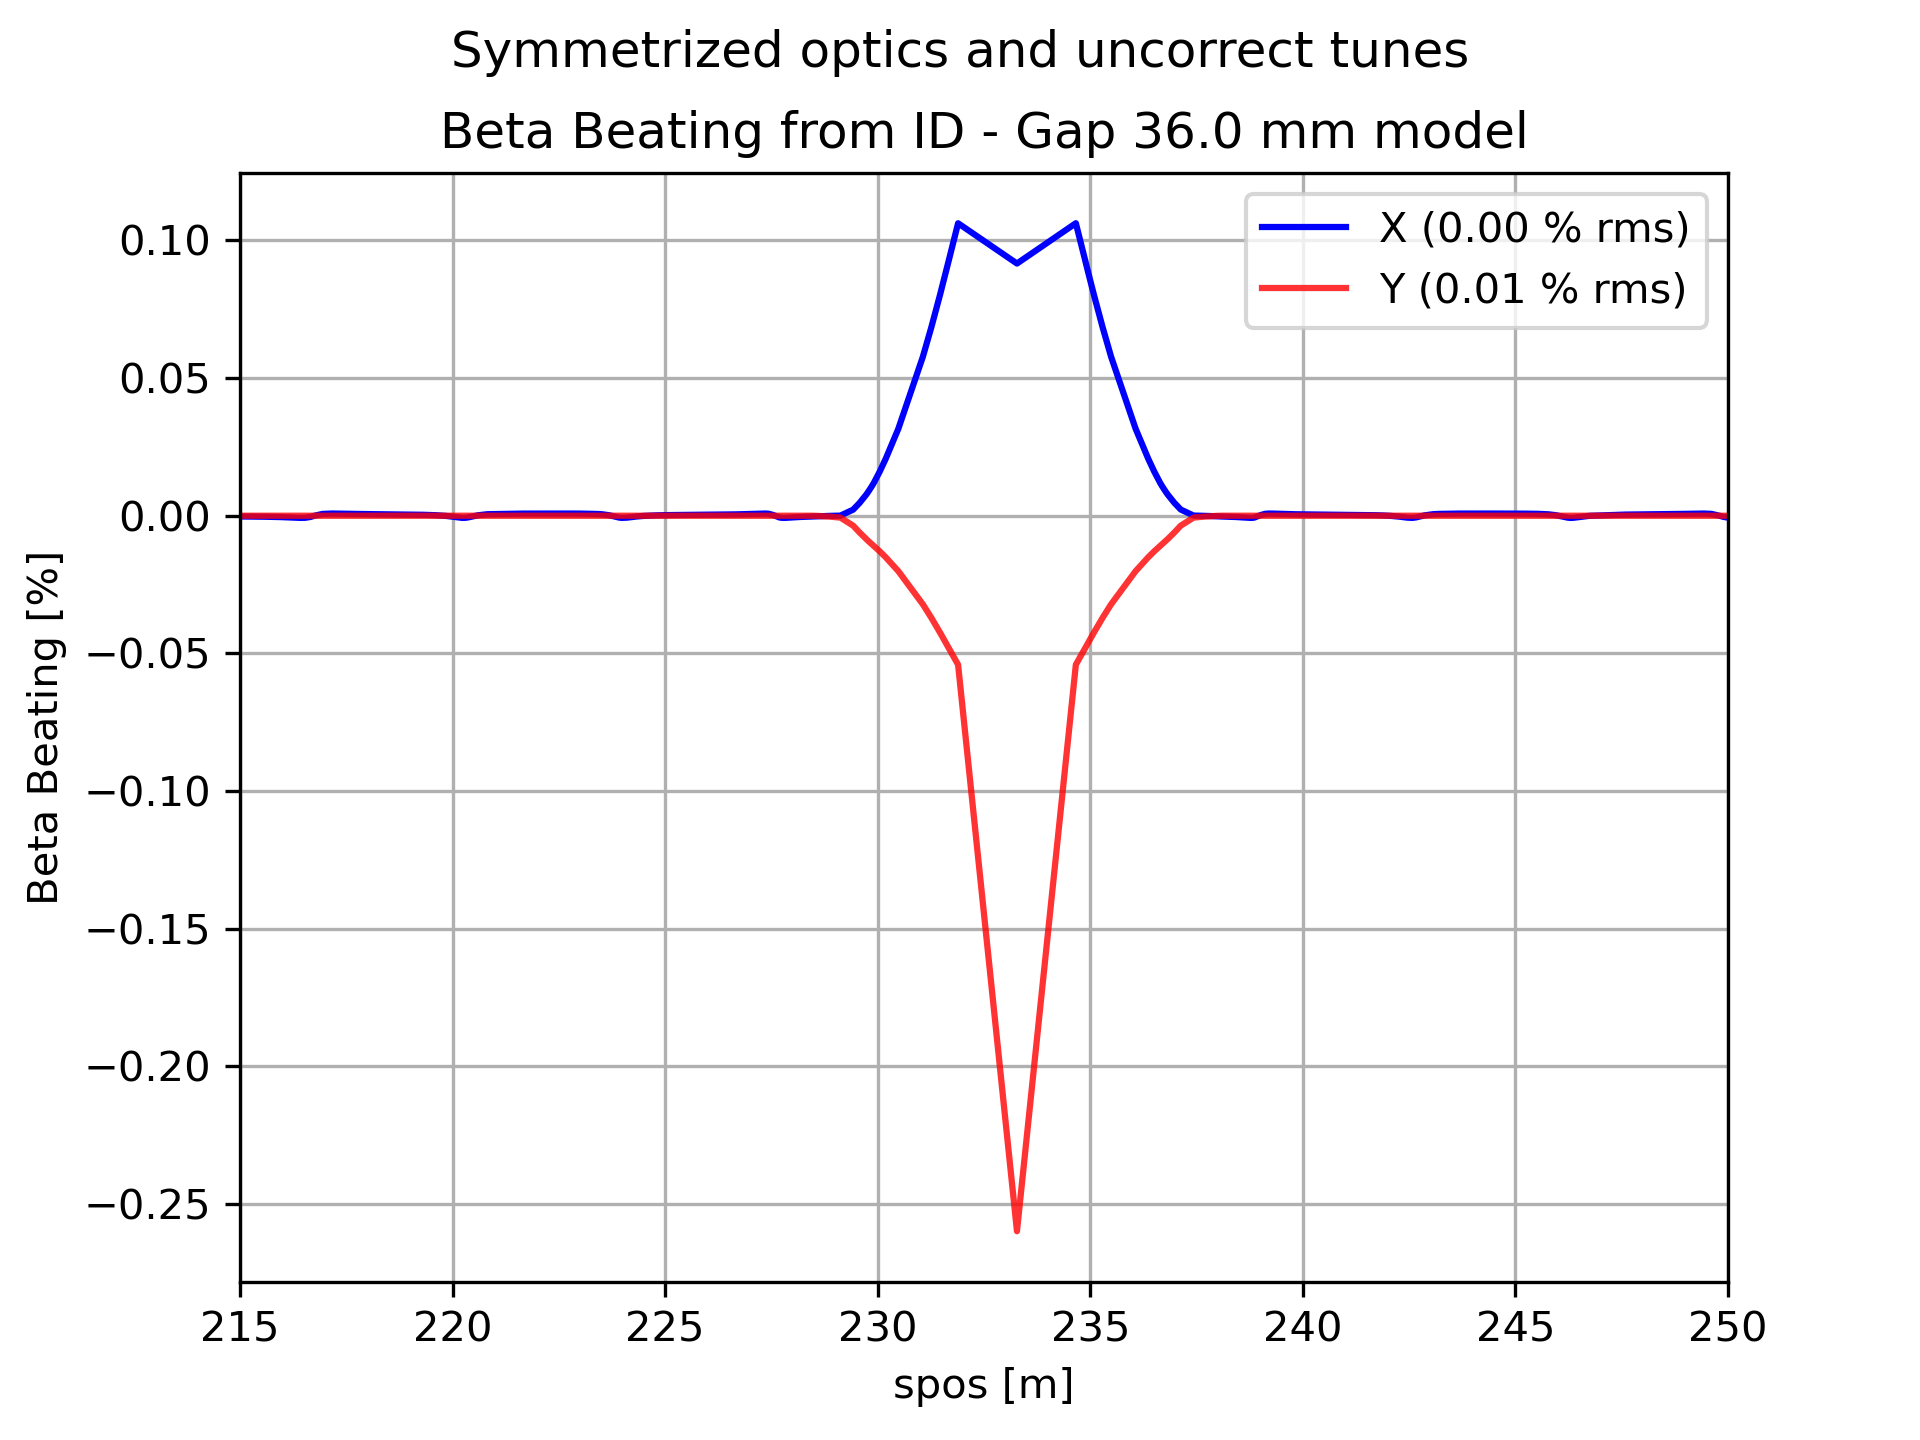 Symmetrized optics and uncorrect tunes
Beta Beating from ID - Gap 36.0 mm model
X (0.00 % rms)
Y (0.01 % rms)
0.10
0.05
0.00
−0.05
−0.10
−0.15
−0.20
−0.25
Beta Beating [%]
215
220
225
230
235
240
245
250
spos [m]